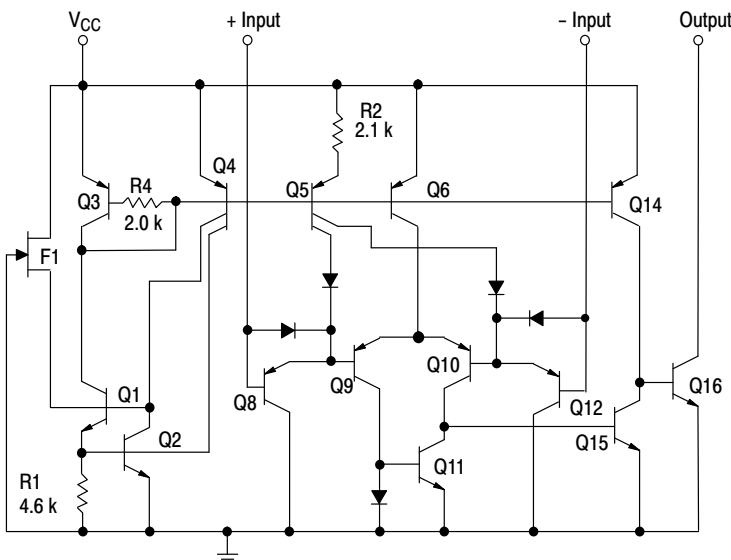 VCC
+ Input
– Input
Output
R2
2.1 k
Q4
R4
Q5
Q6
Q3
2.0 k
Q14
F1
Q1
Q8
Q9
Q10
Q12
Q16
Q2
Q15
Q11
R1
4.6 k